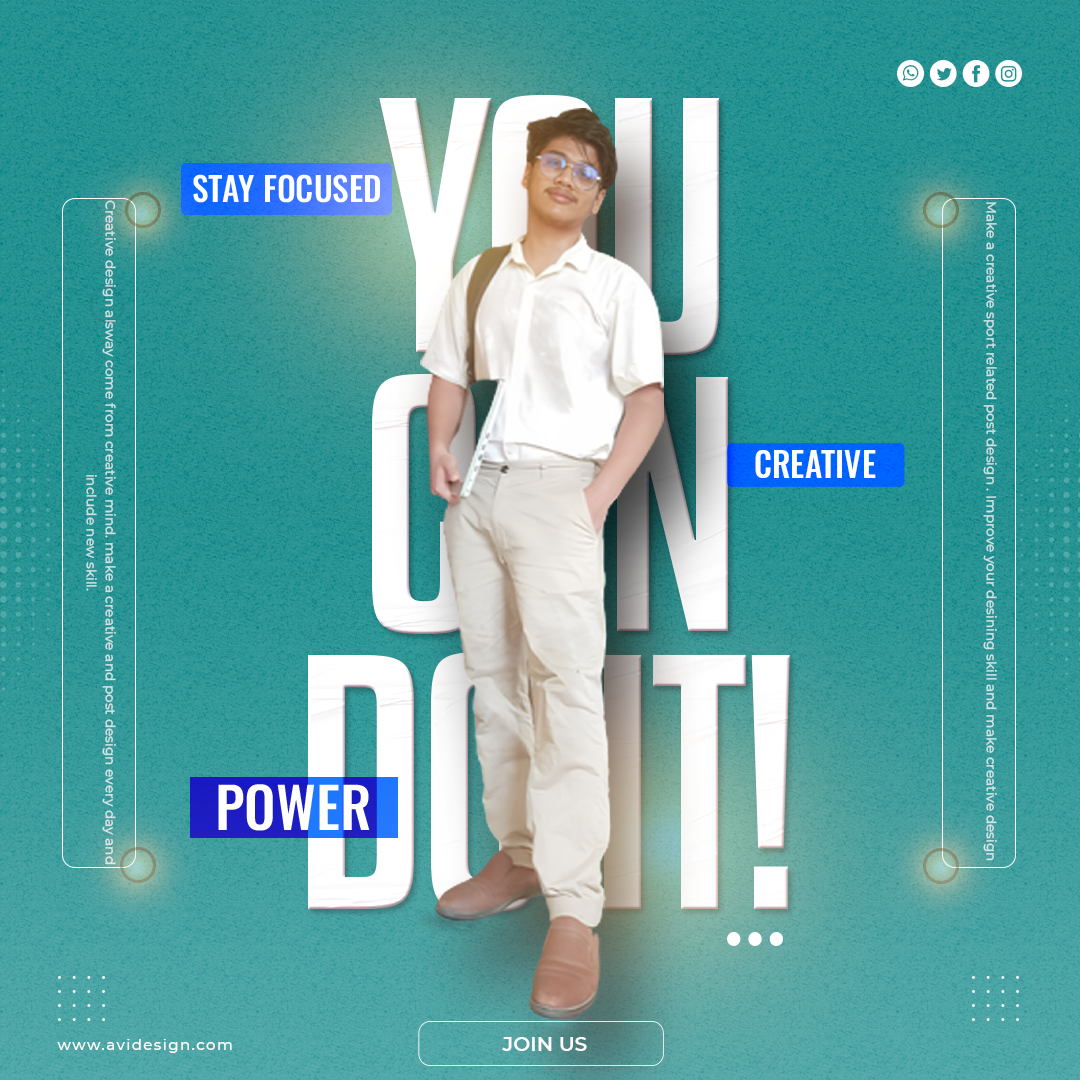 YOU
STAY FOCUSED
CAN
CREATIVE
DO IT!
POWER
Creative design alsway come from creative mind. make a creative and post design every day and
include new skill.
Make a creative sport related post design . Improve your desining skill and make creative design
www.avidesign.com
JOIN US